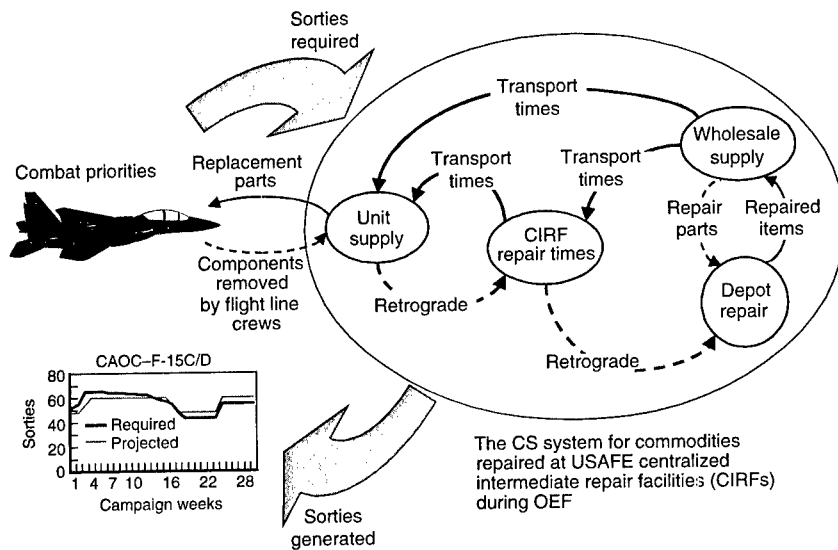 Sorties
required
Transport
times
Wholesale
supply
Combat priorities
Replacement
parts
Transport
times
Transport
times
Unit
supply
CIRF
repair times
Repair
parts
Repaired
items
Components
removed
by flight line
crews
Retrograde
Depot
repair
Retrograde
CAOC–F-15C/D
Sorties
80
60
40
20
0
Required
Projected
1 4 7 10 16 22 28
Campaign weeks
The CS system for commodities
repaired at USAFE centralized
intermediate repair facilities (CIRFs)
during OEF
Sorties
generated